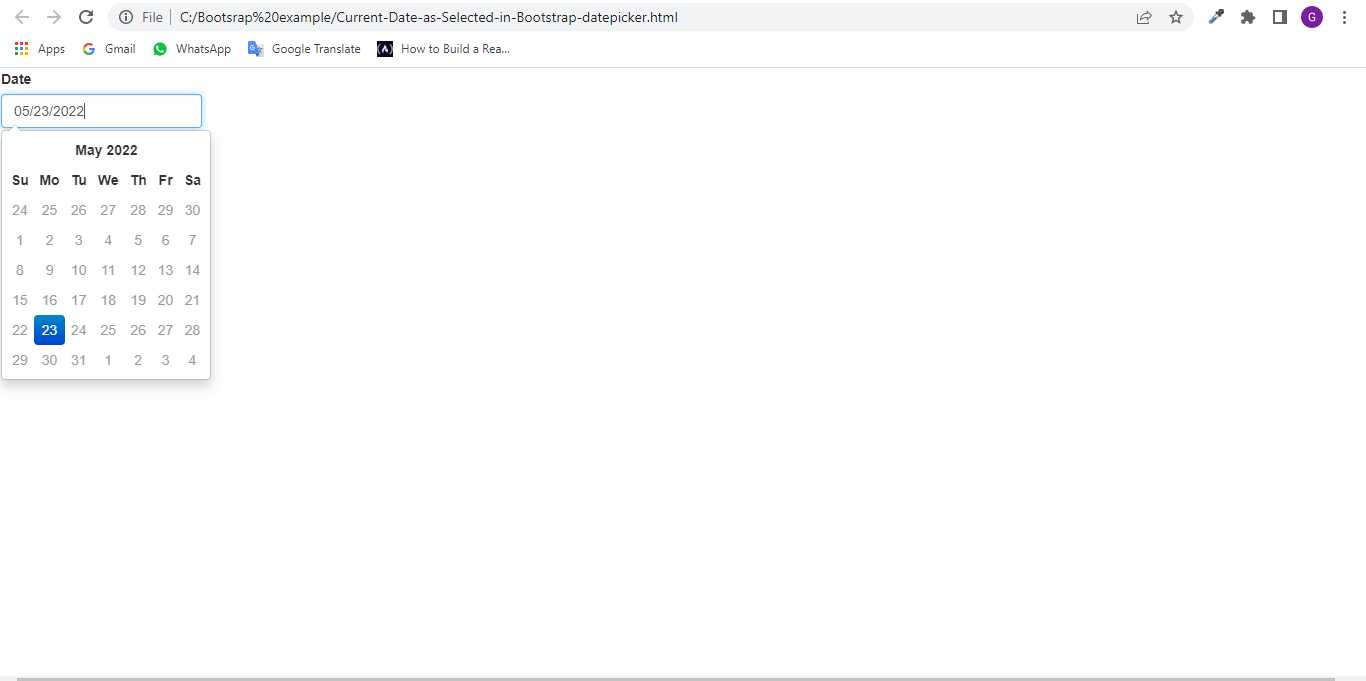 File C:/Bootsrap%20example/Current-Date-as-Selected-in-Bootstrap-datepicker.html G
Apps Gmail WhatsApp Google Translate How to Build a Rea...
Date
05/23/2022
May 2022
Su Mo Tu We Th Fr Sa
24 25 26 27 28 29 30
1 2 3 4 5 6 7
8 9 10 11 12 13 14
15 16 17 18 19 20 21
22 23 24 25 26 27 28
29 30 31 1 2 3 4